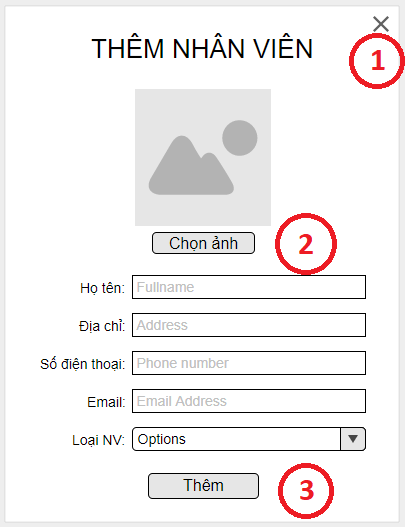 THÊM NHÂN VIÊN
1
Chọn ảnh
2
Họ tên: Fullname
Địa chỉ: Address
Số điện thoại: Phone number
Email: Email Address
Loại NV: Options
Thêm
3